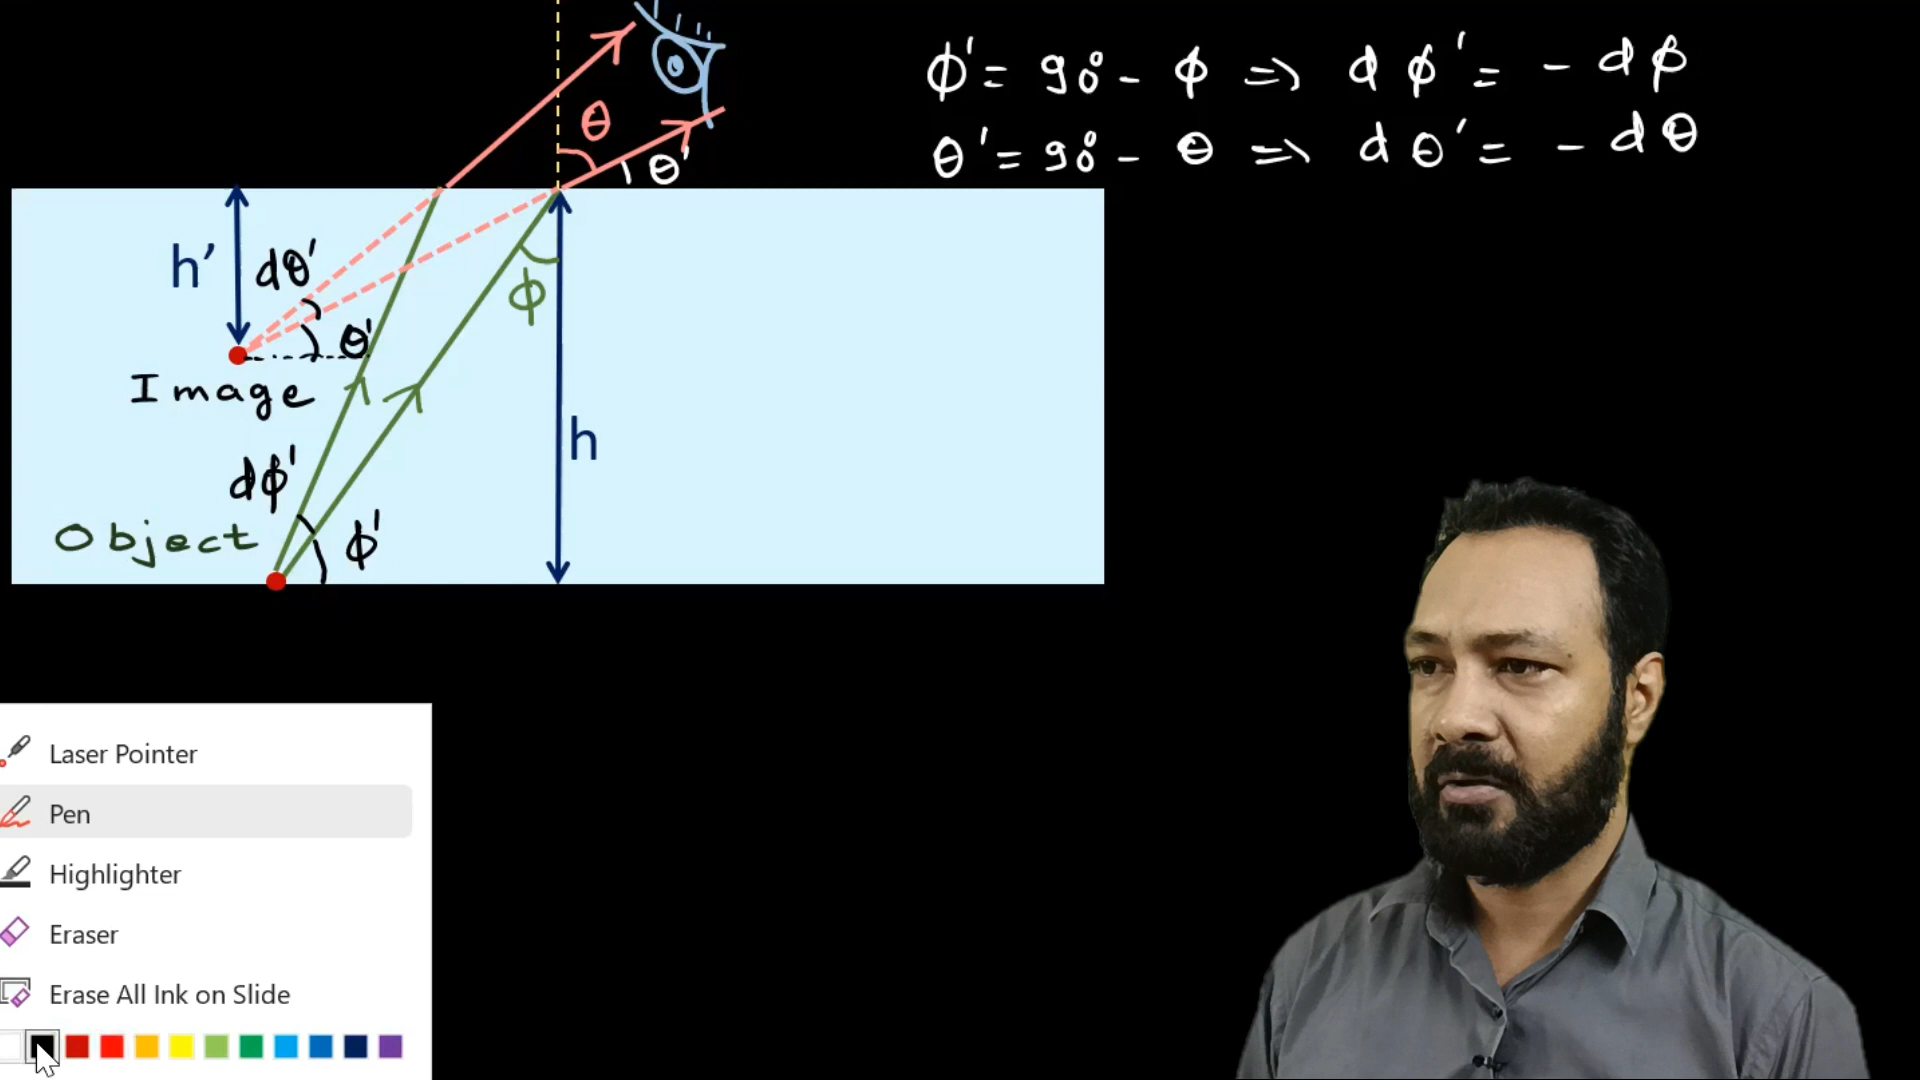 ϕ' = 90° - ϕ => dϕ' = - dϕ
θ' = 90° - θ => dθ' = - dθ
θ
θ'
h'
dθ'
θ'
ϕ
Image
h
dϕ'
Object
ϕ'
Laser Pointer
Pen
Highlighter
Eraser
Erase All Ink on Slide